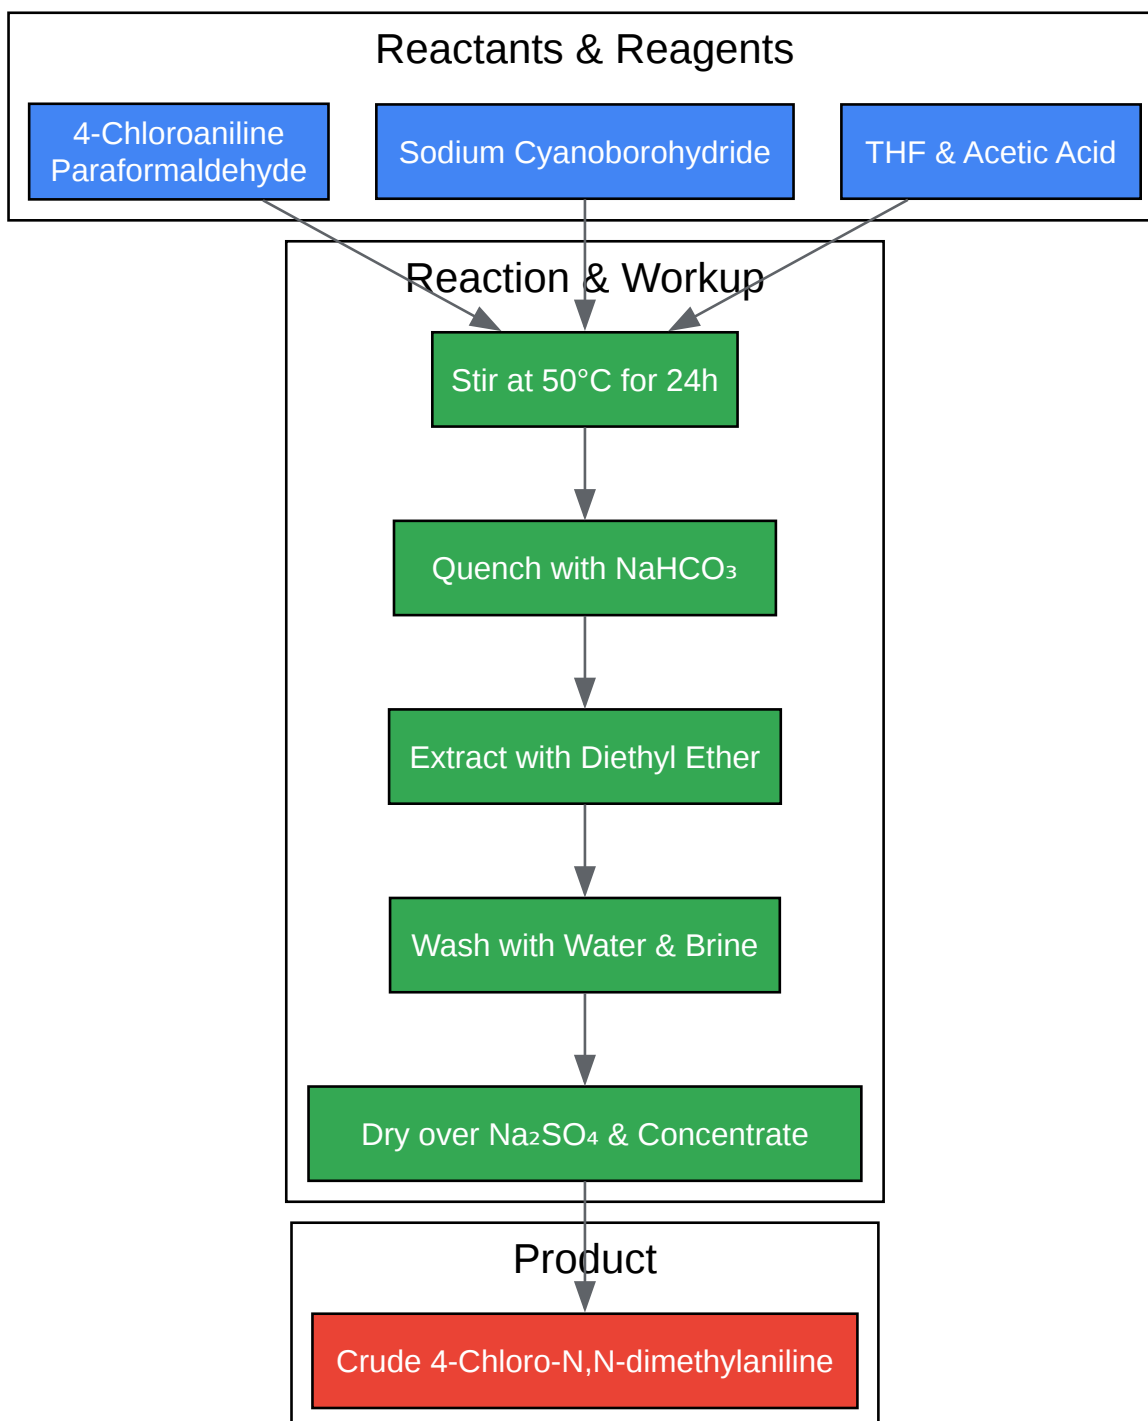 Reactants & Reagents
4-Chloroaniline
Paraformaldehyde
Sodium Cyanoborohydride
THF & Acetic Acid
Reaction & Workup
Stir at 50°C for 24h
Quench with NaHCO₃
Extract with Diethyl Ether
Wash with Water & Brine
Dry over Na₂SO₄ & Concentrate
Product
Crude 4-Chloro-N,N-dimethylaniline